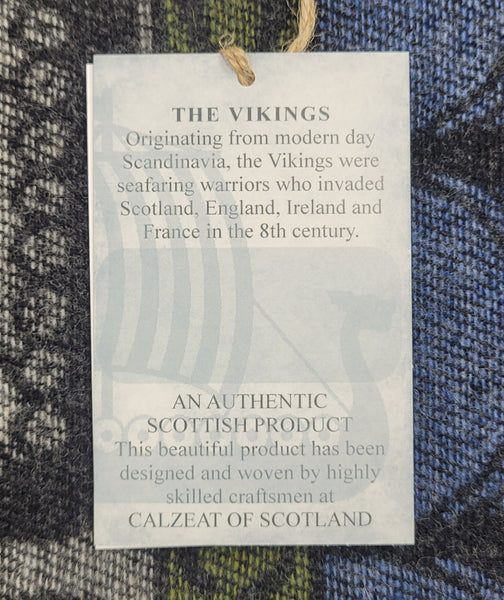 THE VIKINGS
Originating from modern day
Scandinavia, the Vikings were
seafaring warriors who invaded
Scotland, England, Ireland and
France in the 8th century.
AN AUTHENTIC
SCOTTISH PRODUCT
This beautiful product has been
designed and woven by highly
skilled craftsmen at
CALZEAT OF SCOTLAND